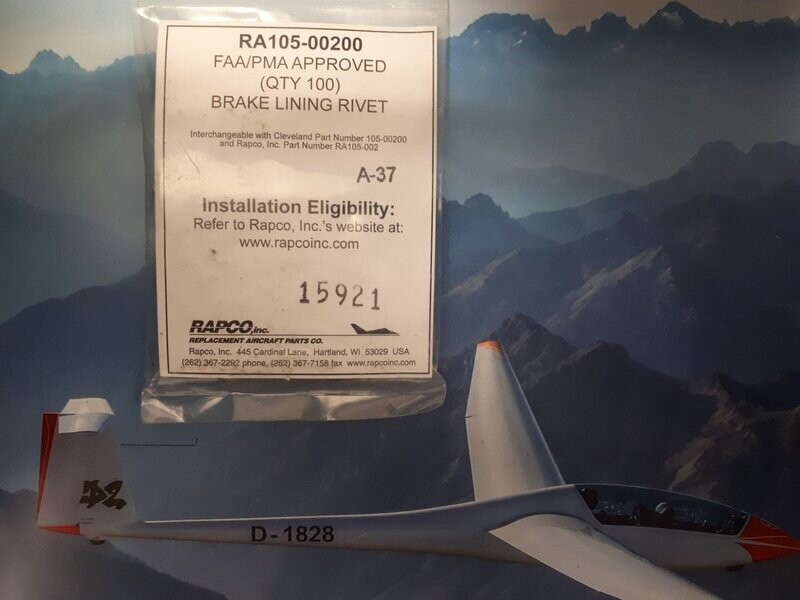 RA105-00200
FAA/PMA APPROVED
(QTY 100)
BRAKE LINING RIVET
Interchangeable with Cleveland Part Number 105-00200
and Rapco, Inc. Part Number RA105-002
A-37
Installation Eligibility:
Refer to Rapco, Inc.'s website at:
www.rapcoinc.com
15921
RAPCO, inc.
REPLACEMENT AIRCRAFT PARTS CO.
Rapco, Inc. 445 Cardinal Lane, Hartland, WI 53029 USA
(262) 367-2292 phone, (262) 367-7158 fax www.rapcoinc.com
D2
D-1828